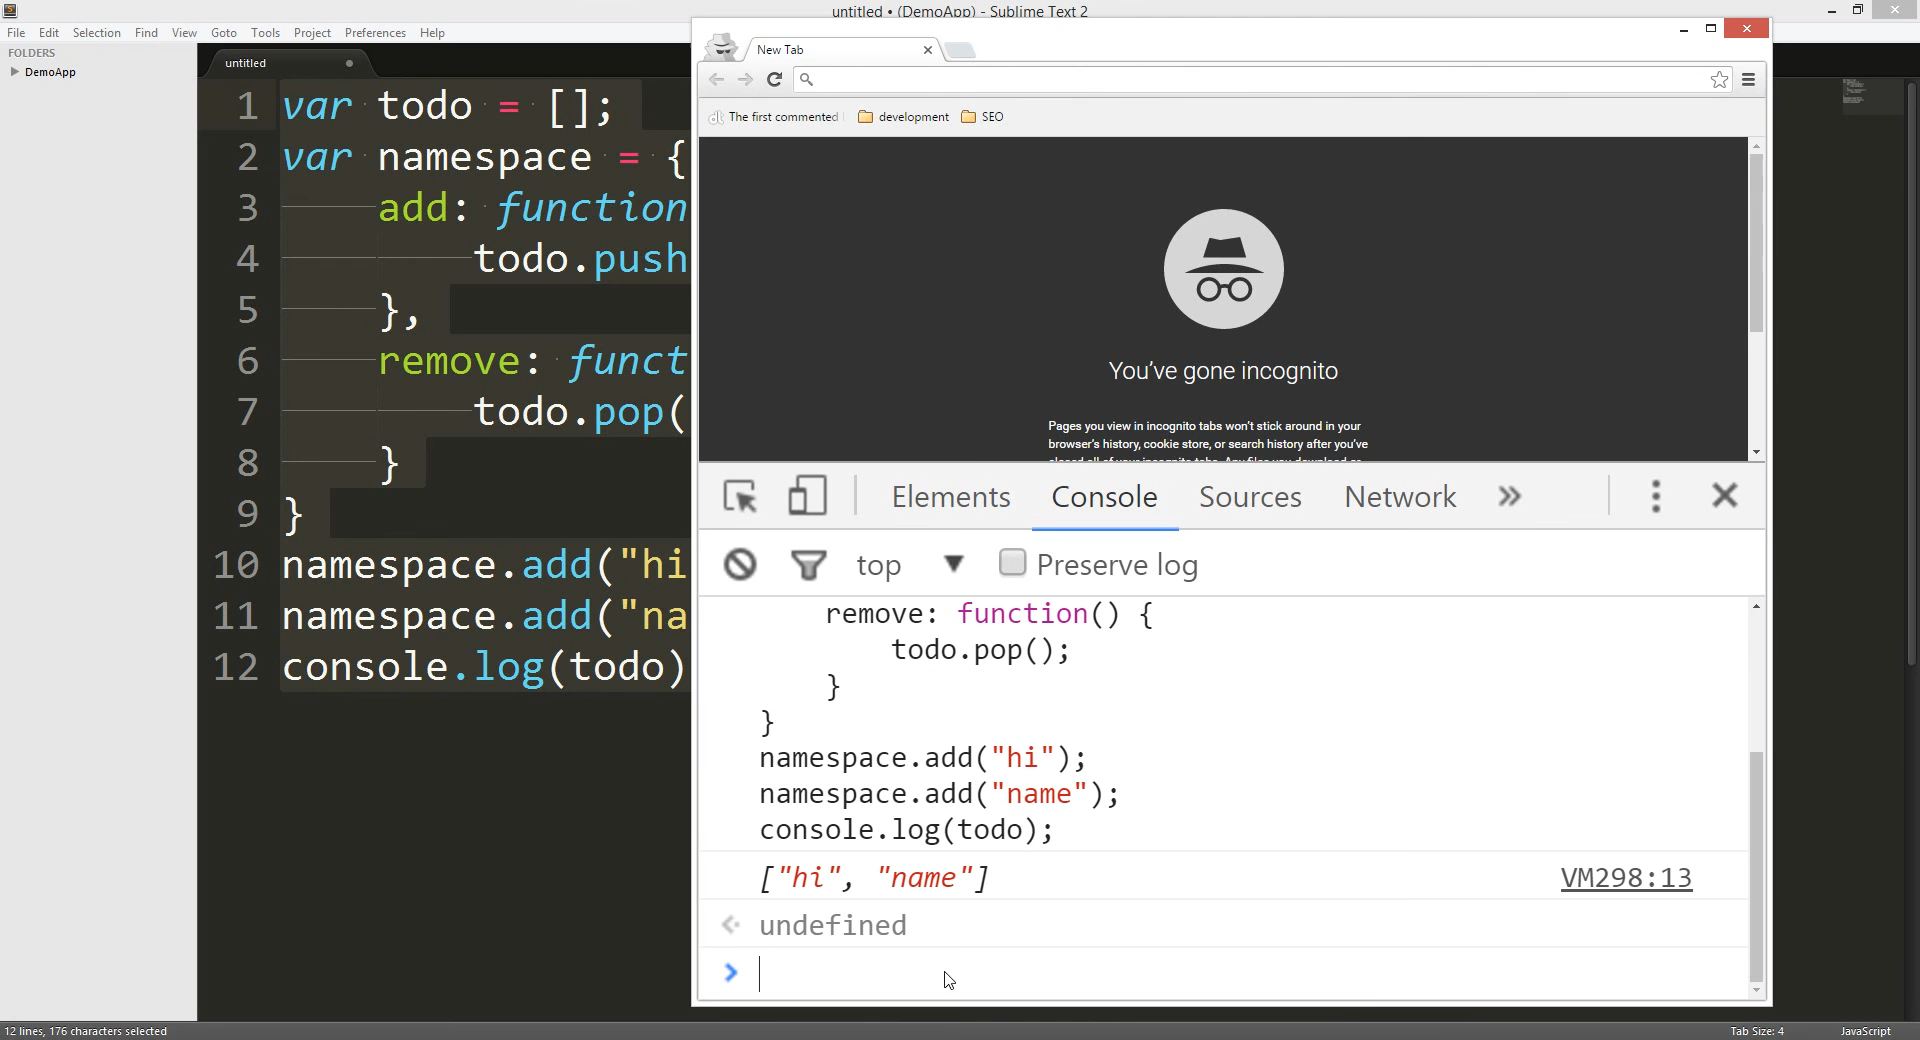 untitled • (DemoApp) - Sublime Text 2
File Edit Selection Find View Goto Tools Project Preferences Help
FOLDERS
DemoApp
untitled
1 var todo = [];
2 var namespace = {
3 add: function
4 todo.push
5 },
6 remove: funct
7 todo.pop(
8 }
9 }
10 namespace.add("hi
11 namespace.add("na
12 console.log(todo)
New Tab
The first commented
development
SEO
You've gone incognito
Pages you view in incognito tabs won't stick around in your
browser's history, cookie store, or search history after you've
Elements Console Sources Network »
top Preserve log
remove: function() {
todo.pop();
}
}
namespace.add("hi");
namespace.add("name");
console.log(todo);
["hi", "name"] VM298:13
undefined
12 lines, 176 characters selected
Tab Size: 4
JavaScript